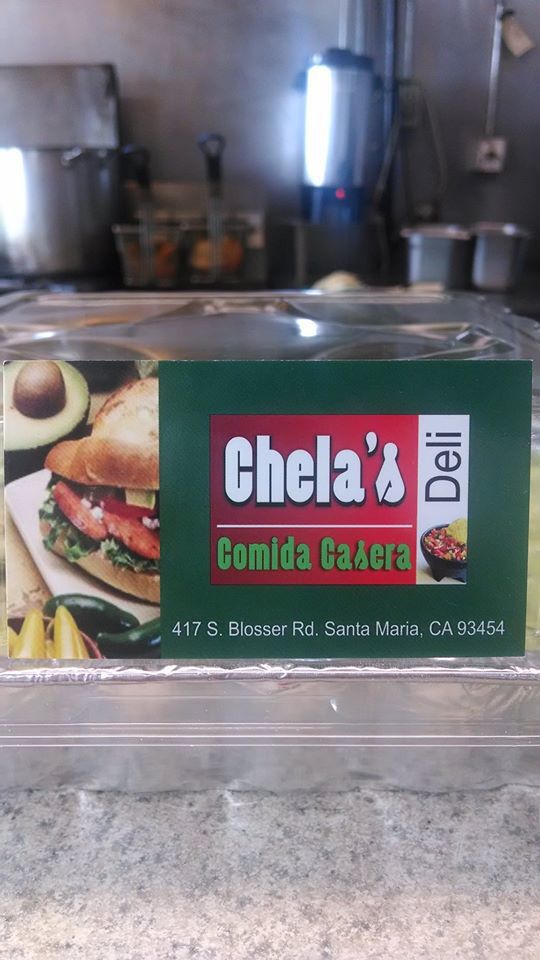 Chela's
Deli
Comida Casera
417 S. Blosser Rd. Santa Maria, CA 93454